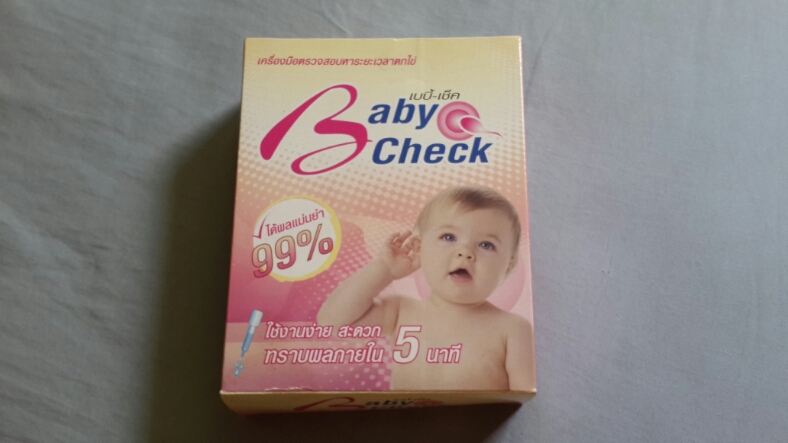 เครื่องมือตรวจสอบหาระยะเวลาตกไข่
เบบี้-เช็ค
Baby
Check
ได้ผลแม่นยำ
99%
ใช้งานง่าย สะดวก
ทราบผลภายใน 5 นาที
Baby